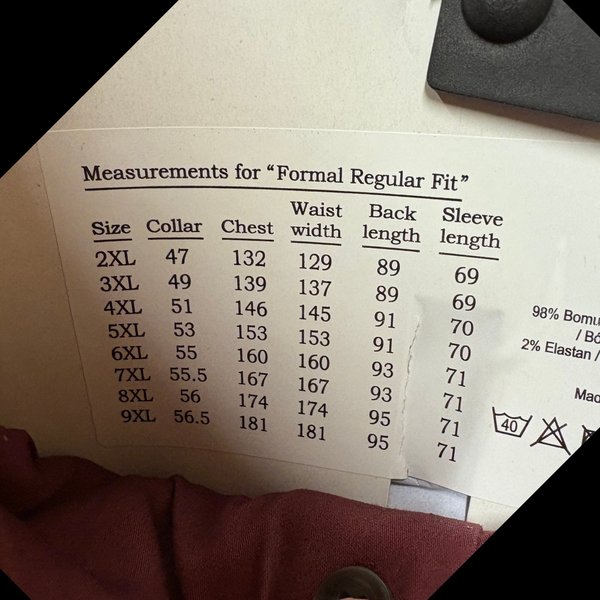 Measurements for “Formal Regular Fit”
Size Collar Chest Waist width Back length Sleeve length
2XL 47 132 129 89 69
3XL 49 139 137 89 69
4XL 51 146 145 91 70
5XL 53 153 153 91 70
6XL 55 160 160 93 71
7XL 55.5 167 167 93 71
8XL 56 174 174 95 71
9XL 56.5 181 181 95 71
98%
/
2% Elastan /
40